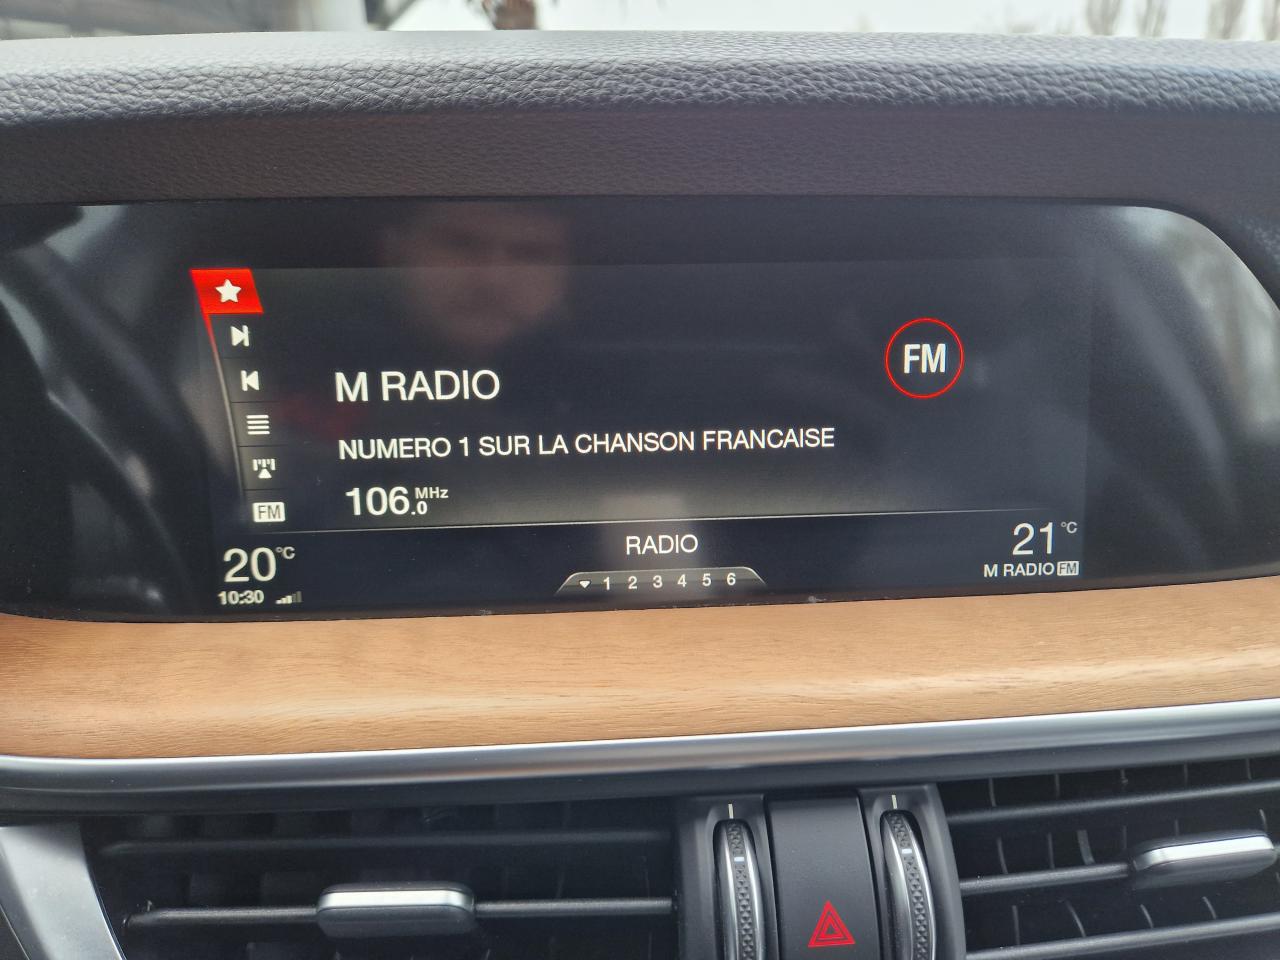 M RADIO
FM
NUMERO 1 SUR LA CHANSON FRANCAISE
106.0 MHz
FM
20°C
RADIO
21°C
10:30
1 2 3 4 5 6
M RADIO FM